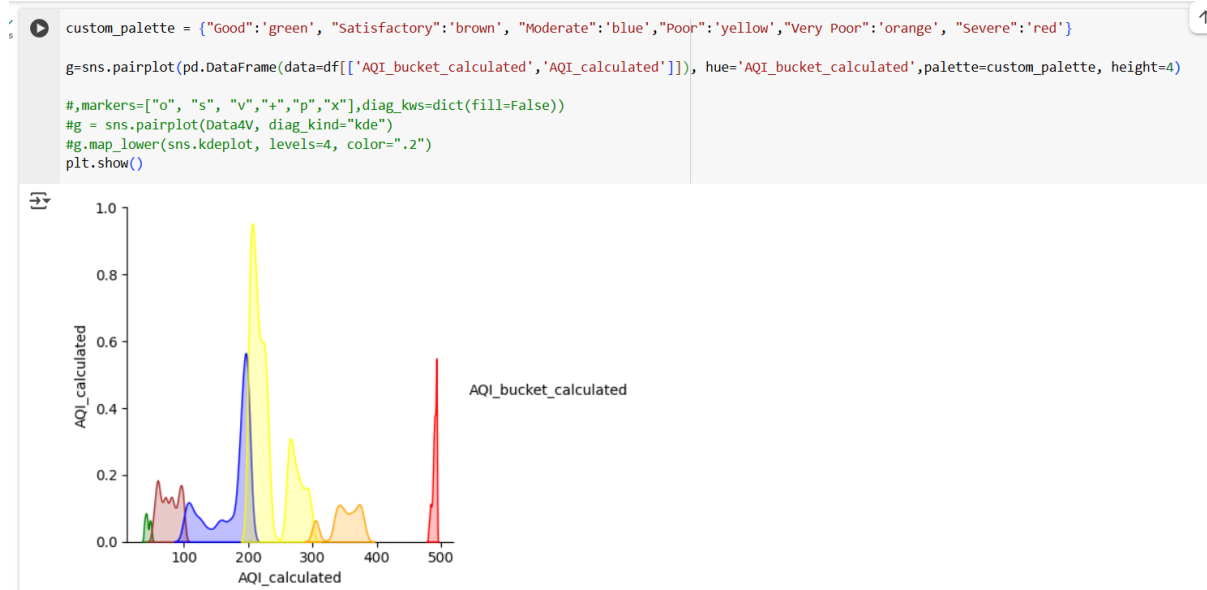 custom_palette = {"Good":'green', "Satisfactory":'brown', "Moderate":'blue',"Poor":'yellow',"Very Poor":'orange', "Severe":'red'}
g=sns.pairplot(pd.DataFrame(data=df[['AQI_bucket_calculated','AQI_calculated']]), hue='AQI_bucket_calculated',palette=custom_palette, height=4)
#,markers=["o", "s", "v","+","p","x"],diag_kws=dict(fill=False))
#g = sns.pairplot(Data4V, diag_kind="kde")
#g.map_lower(sns.kdeplot, levels=4, color=".2")
plt.show()
1.0
0.8
0.6
0.4
0.2
0.0
AQI_calculated
100 200 300 400 500
AQI_calculated
AQI_bucket_calculated